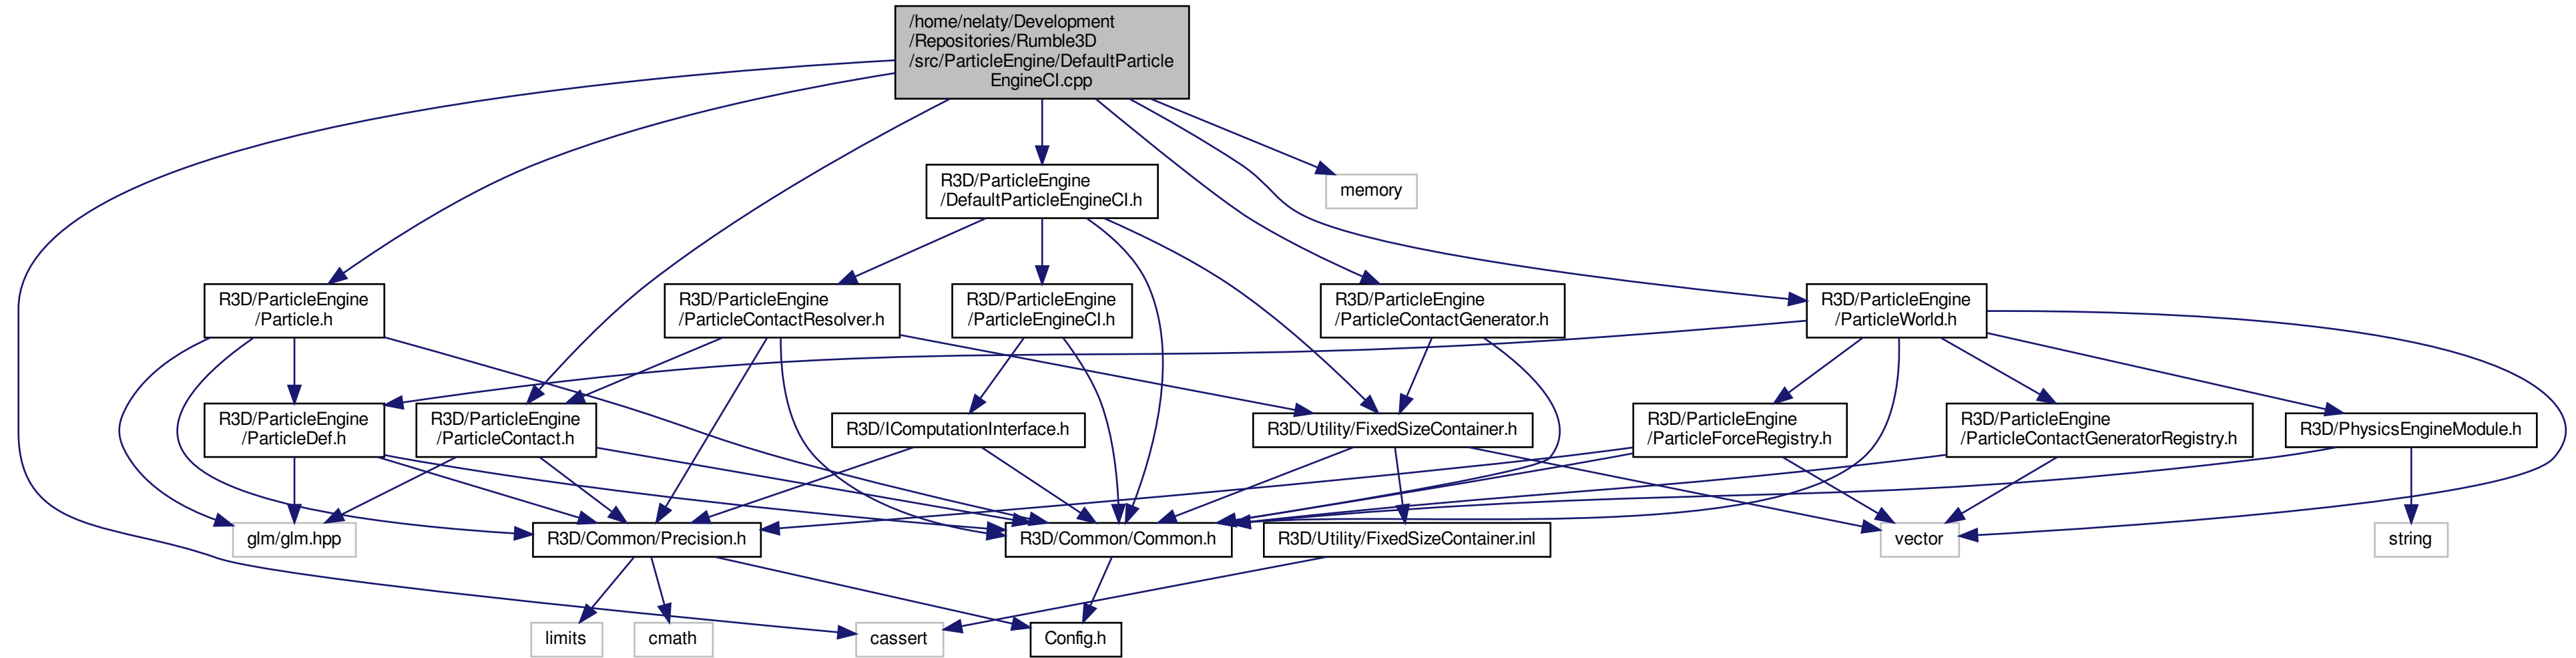 /home/nelaty/Development
/Repositories/Rumble3D
/src/ParticleEngine/DefaultParticle
EngineCI.cpp
R3D/ParticleEngine
/DefaultParticleEngineCI.h
memory
R3D/ParticleEngine
/Particle.h
R3D/ParticleEngine
/ParticleContactResolver.h
R3D/ParticleEngine
/ParticleEngineCI.h
R3D/ParticleEngine
/ParticleContactGenerator.h
R3D/ParticleEngine
/ParticleWorld.h
R3D/ParticleEngine
/ParticleDef.h
R3D/ParticleEngine
/ParticleContact.h
R3D/IComputationInterface.h
R3D/Utility/FixedSizeContainer.h
R3D/ParticleEngine
/ParticleForceRegistry.h
R3D/ParticleEngine
/ParticleContactGeneratorRegistry.h
R3D/PhysicsEngineModule.h
glm/glm.hpp
R3D/Common/Precision.h
R3D/Common/Common.h
R3D/Utility/FixedSizeContainer.inl
vector
string
limits
cmath
cassert
Config.h